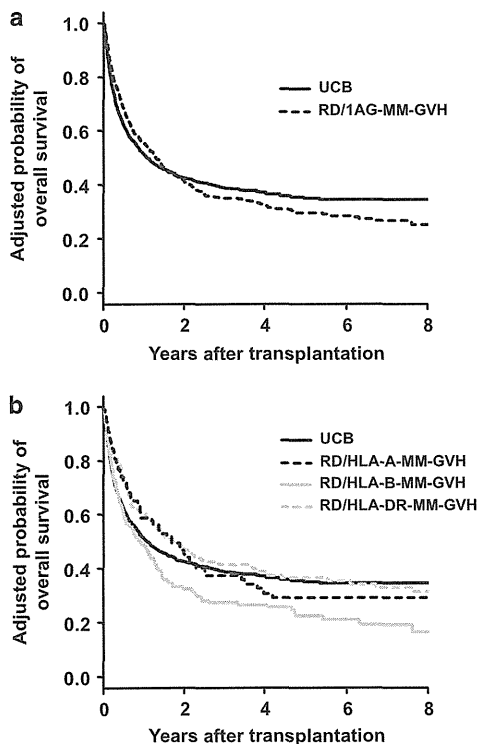 a
Adjusted probability of
overall survival
1.0
0.8
0.6
0.4
0.2
0.0
UCB
RD/1AG-MM-GVH
0 2 4 6 8
Years after transplantation
b
Adjusted probability of
overall survival
1.0
0.8
0.6
0.4
0.2
0.0
UCB
RD/HLA-A-MM-GVH
RD/HLA-B-MM-GVH
RD/HLA-DR-MM-GVH
0 2 4 6 8
Years after transplantation